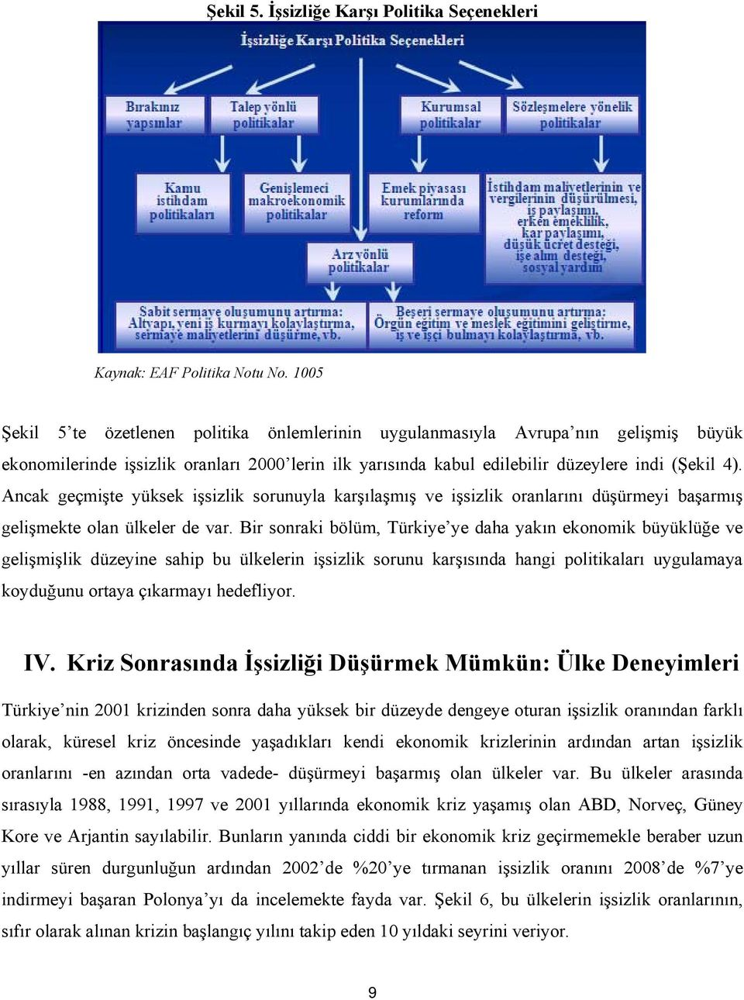 Şekil 5. İşsizliğe Karşı Politika Seçenekleri
İşsizliğe Karşı Politika Seçenekleri
Bırakınız
yapsınlar
Talep yönlü
politikalar
Kurumsal
politikalar
Sözleşmelere yönelik
politikalar
Kamu
istihdam
politikaları
Genişlemeci
makroekonomik
politikalar
Emek piyasası
kurumlarında
reform
İstihdam maliyetlerinin ve
vergilerinin düşürülmesi,
iş paylaşımı,
erken emeklilik,
kar paylaşımı,
düşük ücret desteği,
işe alım desteği,
sosyal yardım
Arz yönlü
politikalar
Sabit sermaye oluşumunu artırma:
Altyapı, yeni iş kurmayı kolaylaştırma,
sermaye maliyetlerini düşürme, vb.
Beşeri sermaye oluşumunu artırma:
Örgün eğitim ve meslek eğitimini geliştirme,
iş ve işçi bulmayı kolaylaştırma, vb.
Kaynak: EAF Politika Notu No. 1005
Şekil 5’te özetlenen politika önlemlerinin uygulanmasıyla Avrupa’nın gelişmiş büyük
ekonomilerinde işsizlik oranları 2000’lerin ilk yarısında kabul edilebilir düzeylere indi (Şekil 4).
Ancak geçmişte yüksek işsizlik sorunuyla karşılaşmış ve işsizlik oranlarını düşürmeyi başarmış
gelişmekte olan ülkeler de var. Bir sonraki bölüm, Türkiye’ye daha yakın ekonomik büyüklüğe ve
gelişmişlik düzeyine sahip bu ülkelerin işsizlik sorunu karşısında hangi politikaları uygulamaya
koyduğunu ortaya çıkarmayı hedefliyor.
IV. Kriz Sonrasında İşsizliği Düşürmek Mümkün: Ülke Deneyimleri
Türkiye’nin 2001 krizinden sonra daha yüksek bir düzeyde dengeye oturan işsizlik oranından farklı
olarak, küresel kriz öncesinde yaşadıkları kendi ekonomik krizlerinin ardından artan işsizlik
oranlarını -en azından orta vadede- düşürmeyi başarmış olan ülkeler var. Bu ülkeler arasında
sırasıyla 1988, 1991, 1997 ve 2001 yıllarında ekonomik kriz yaşamış olan ABD, Norveç, Güney
Kore ve Arjantin sayılabilir. Bunların yanında ciddi bir ekonomik kriz geçirmemekle beraber uzun
yıllar süren durgunluğun ardından 2002’de %20’ye tırmanan işsizlik oranını 2008’de %7’ye
indirmeyi başaran Polonya’yı da incelemekte fayda var. Şekil 6, bu ülkelerin işsizlik oranlarının,
sıfır olarak alınan krizin başlangıç yılını takip eden 10 yıldaki seyrini veriyor.
9